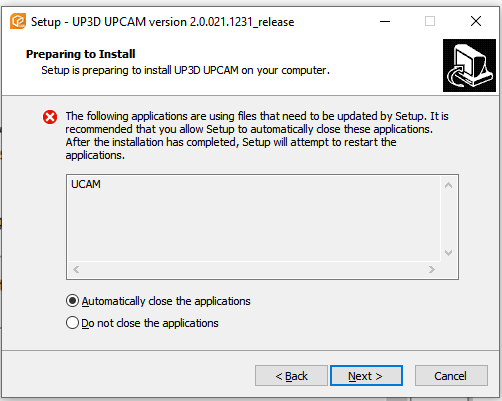 Setup - UP3D UPCAM version 2.0.021.1231_release
Preparing to Install
Setup is preparing to install UP3D UPCAM on your computer.
The following applications are using files that need to be updated by Setup. It is
recommended that you allow Setup to automatically close these applications.
After the installation has completed, Setup will attempt to restart the
applications.
UCAM
Automatically close the applications
Do not close the applications
< Back
Next >
Cancel